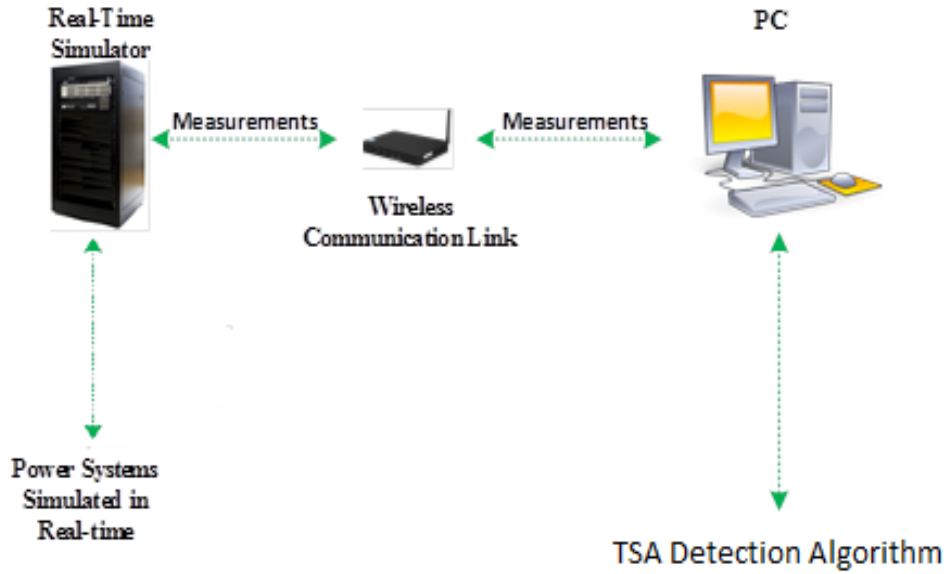 Real-Time
Simulator
PC
Measurements
Measurements
Wireless
Communication Link
Power Systems
Simulated in
Real-time
TSA Detection Algorithm